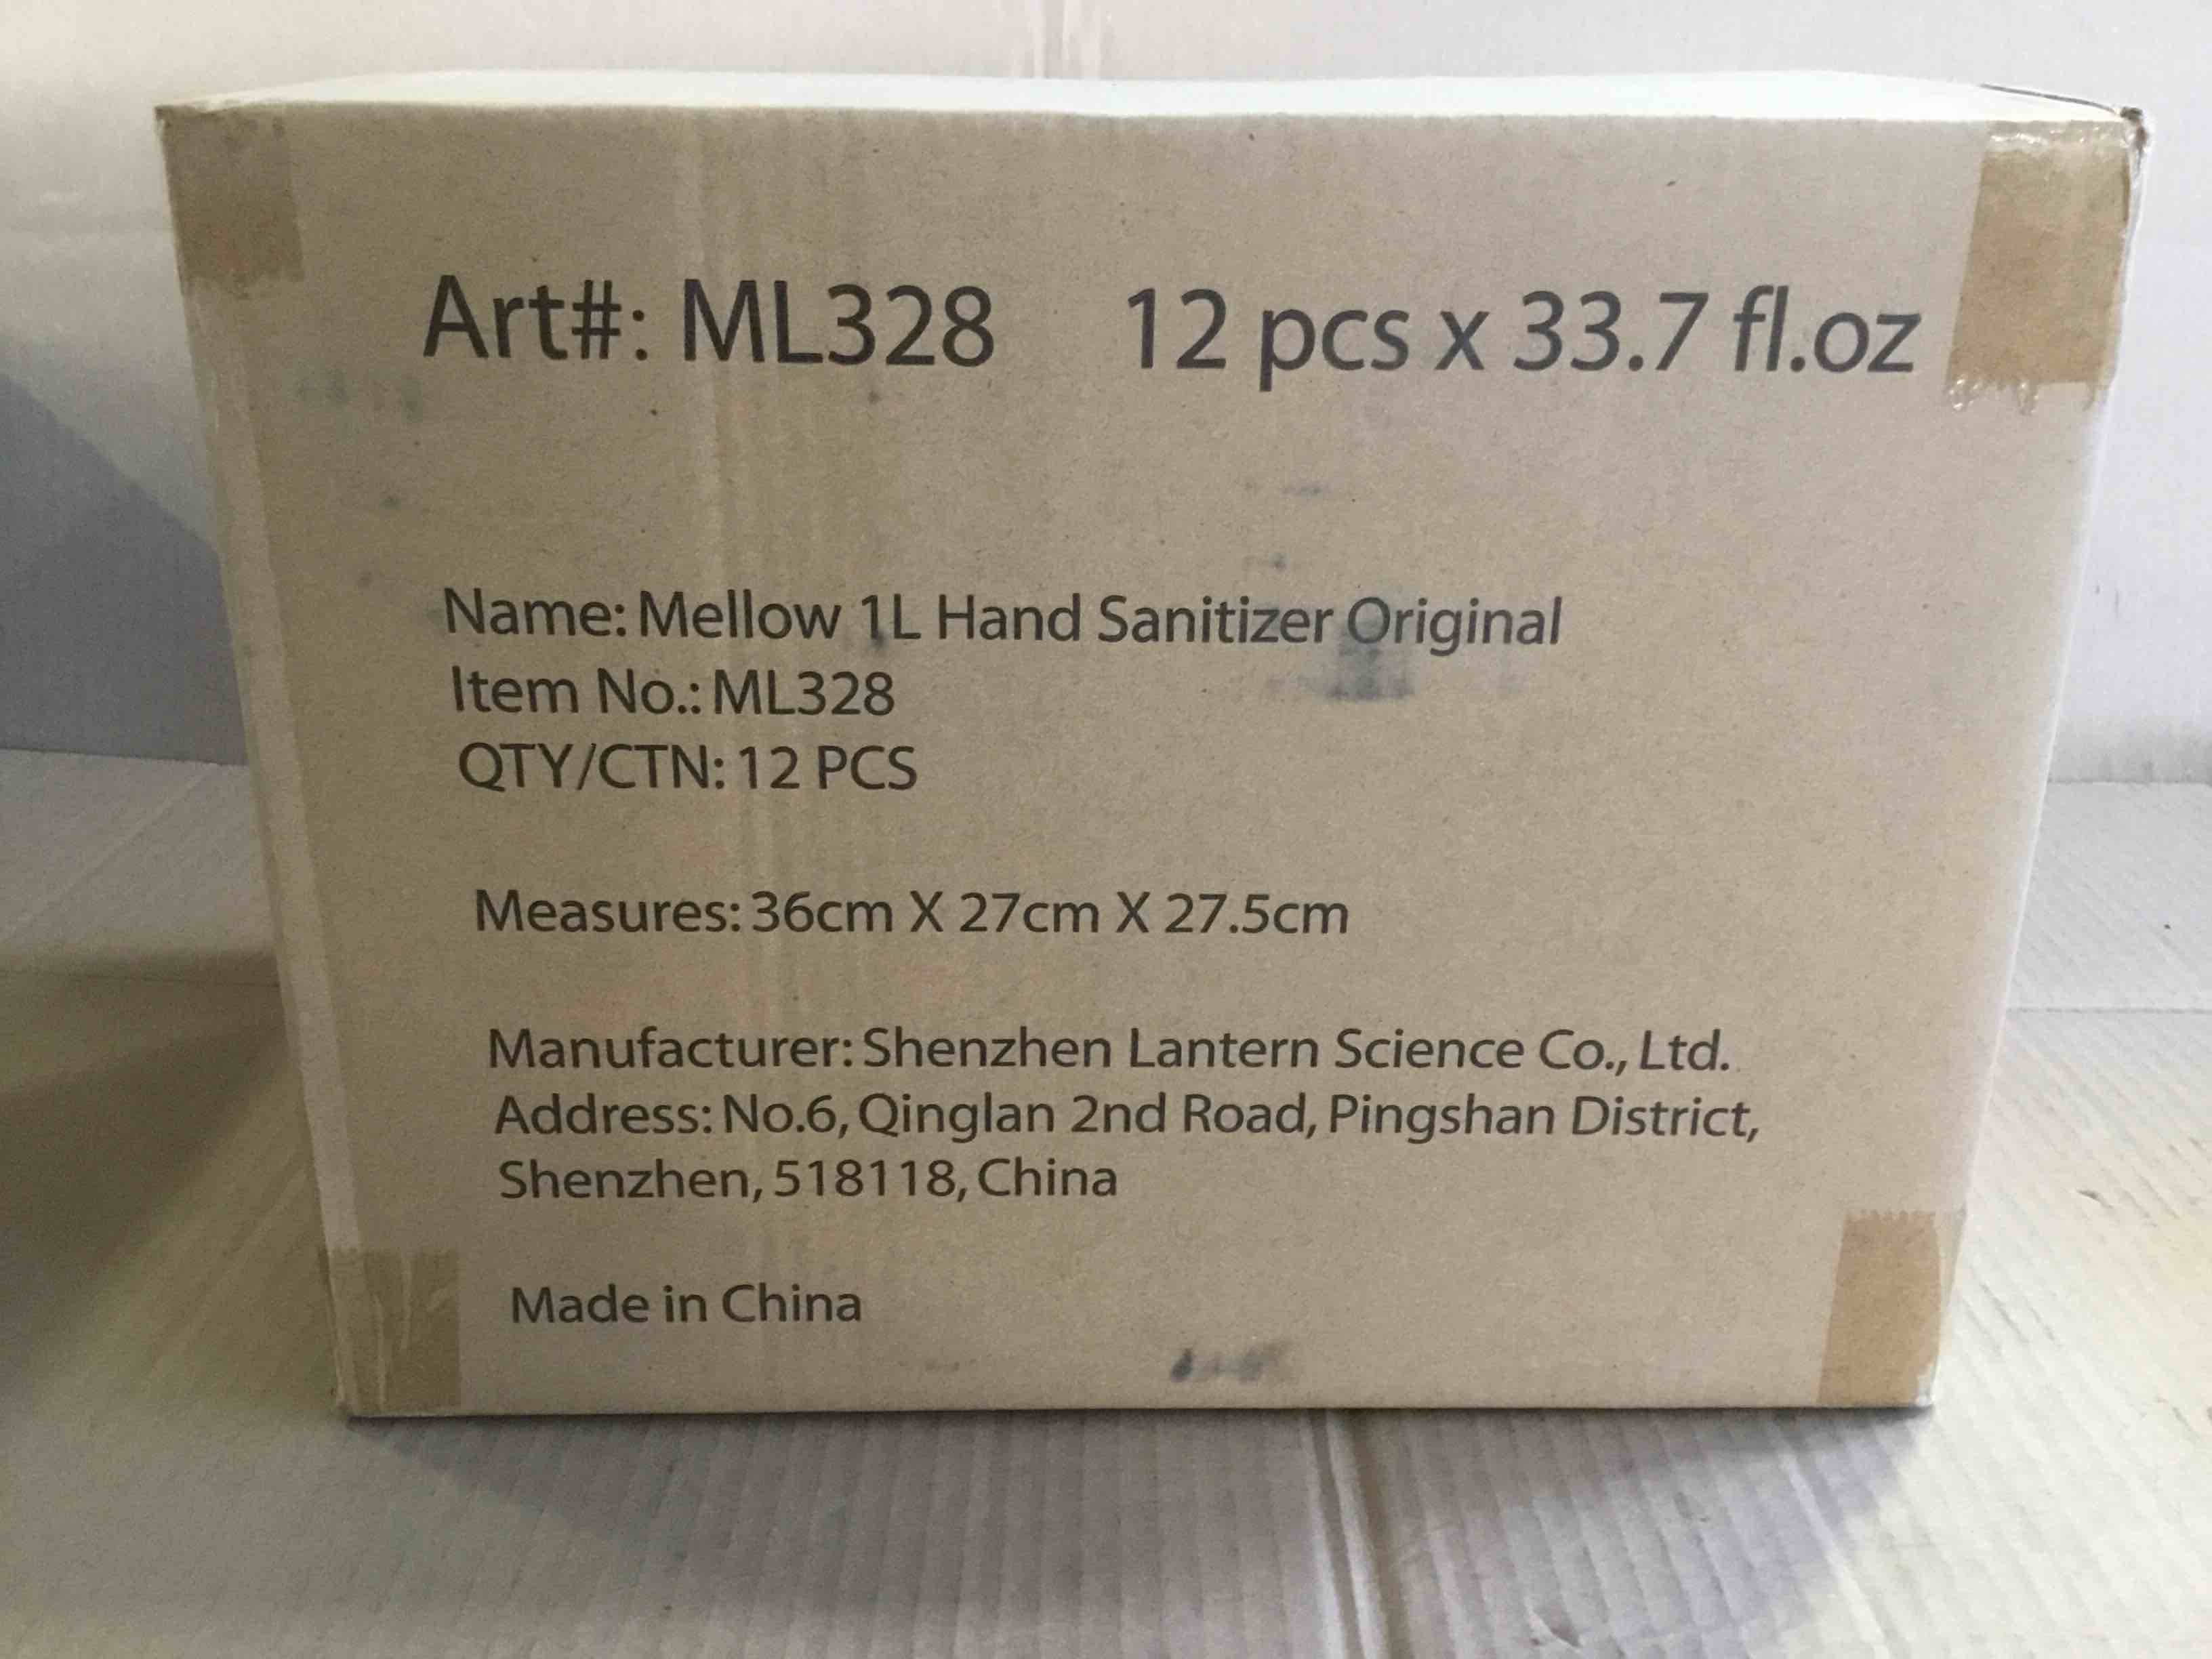 Art#: ML328 12 pcs x 33.7 fl.oz
Name: Mellow 1L Hand Sanitizer Original
Item No.: ML328
QTY/CTN: 12 PCS
Measures: 36cm X 27cm X 27.5cm
Manufacturer: Shenzhen Lantern Science Co., Ltd.
Address: No.6, Qinglan 2nd Road, Pingshan District,
Shenzhen, 518118, China
Made in China